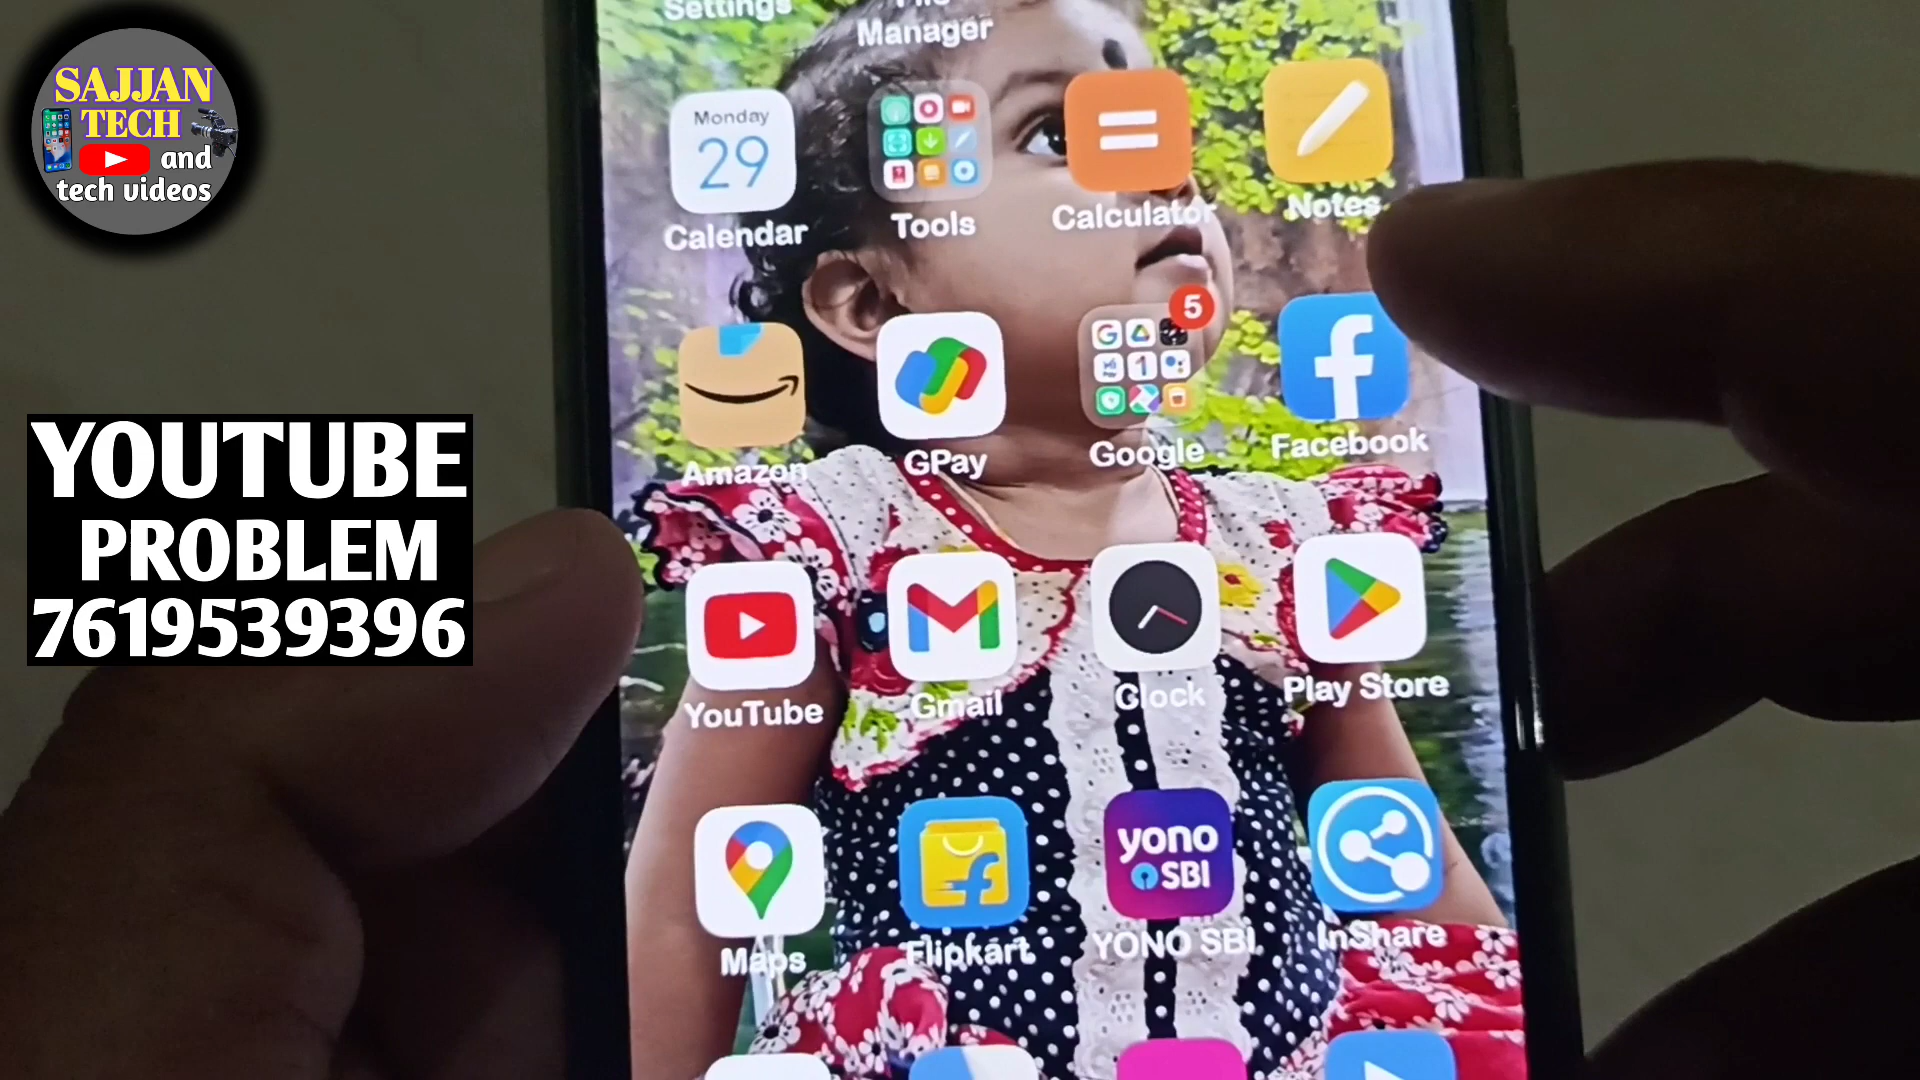 SAJJAN
TECH
and
tech videos
YOUTUBE
PROBLEM
7619539396
Settings
File
Manager
Monday
29
Calendar
Tools
Calculator
Notes
5
Amazon
GPay
Google
Facebook
YouTube
Gmail
Clock
Play Store
yono
SBI
Maps
Flipkart
YONO SBI
InShare